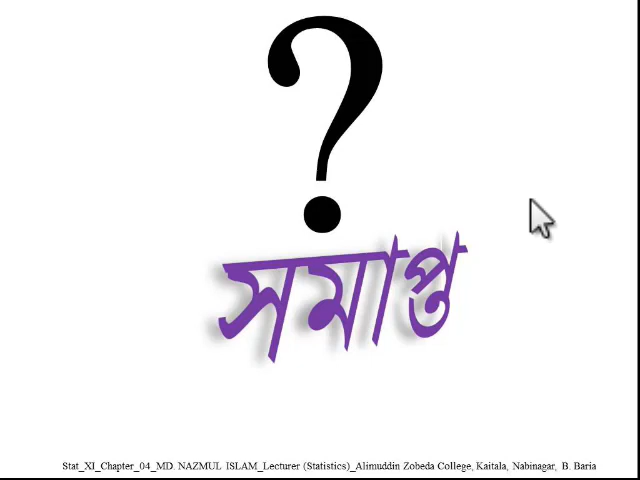 ?
সমাপ্ত
Stat_XI_Chapter_04_MD. NAZMUL ISLAM_Lecturer (Statistics)_Alimuddin Zobeda College, Kaitala, Nabinagar, B. Baria